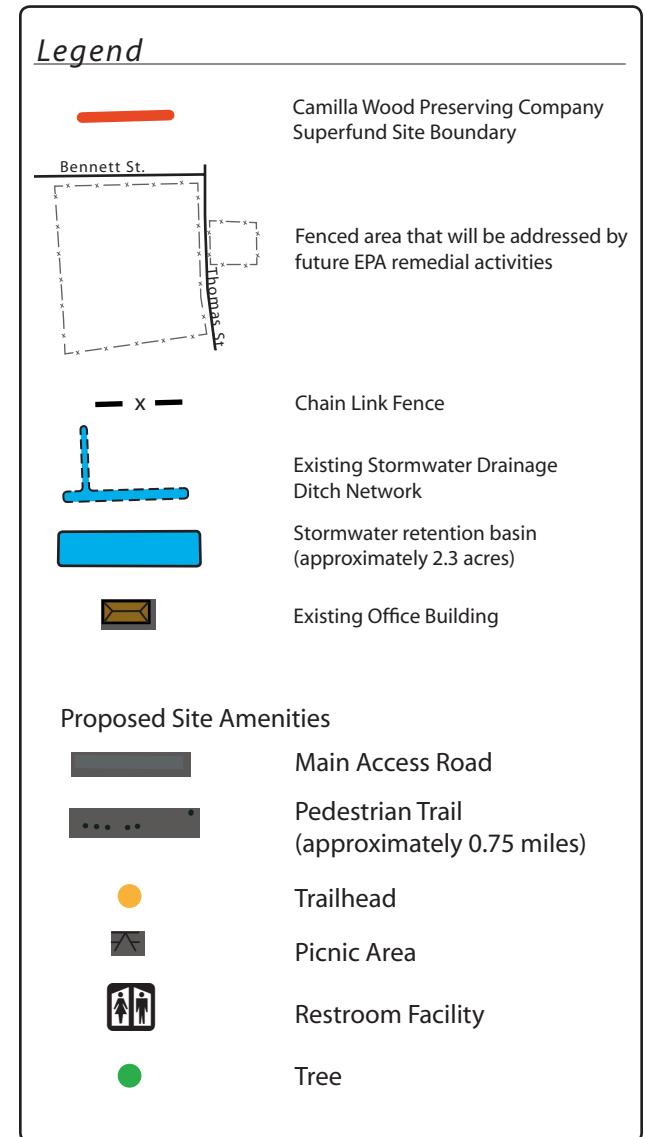 Legend
Camilla Wood Preserving Company
Superfund Site Boundary
Bennett St.
Thomas St
Fenced area that will be addressed by
future EPA remedial activities
x
Chain Link Fence
Existing Stormwater Drainage
Ditch Network
Stormwater retention basin
(approximately 2.3 acres)
Existing Office Building
Proposed Site Amenities
Main Access Road
Pedestrian Trail
(approximately 0.75 miles)
Trailhead
Picnic Area
Restroom Facility
Tree